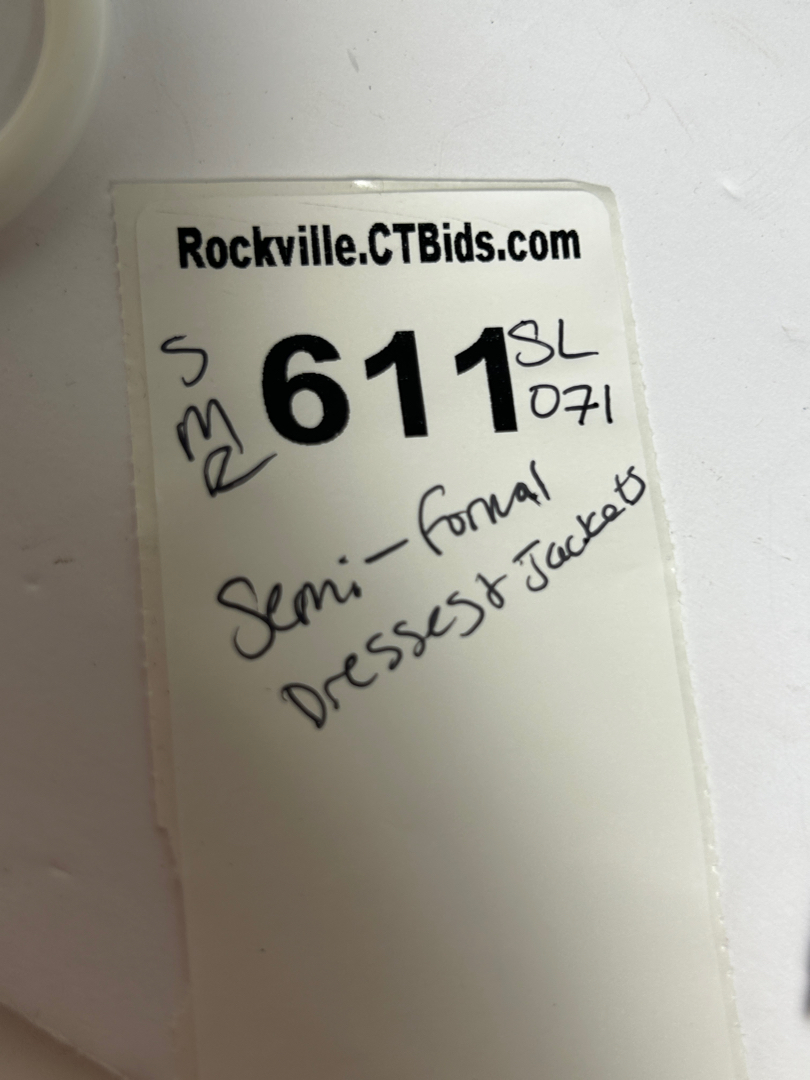 Rockville.CTBids.com
S
M
R
611
SL
071
Semi-formal
Dresses & Jackets